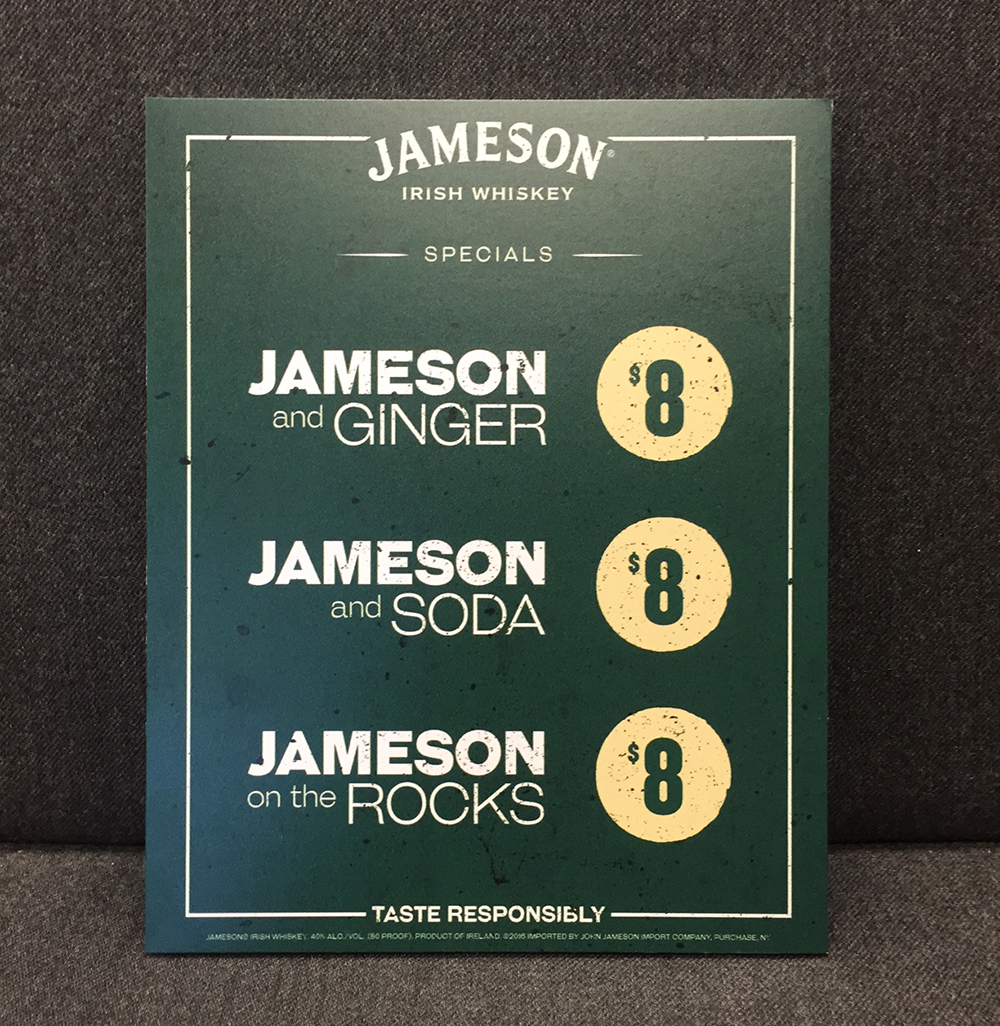 JAMESON®
IRISH WHISKEY
SPECIALS
JAMESON
and GINGER
$8
JAMESON
and SODA
$8
JAMESON
on the ROCKS
$8
TASTE RESPONSIBLY
JAMESON® IRISH WHISKEY. 40% ALC./VOL. (80 PROOF). PRODUCT OF IRELAND. ©2016 IMPORTED BY JOHN JAMESON IMPORT COMPANY, PURCHASE, NY